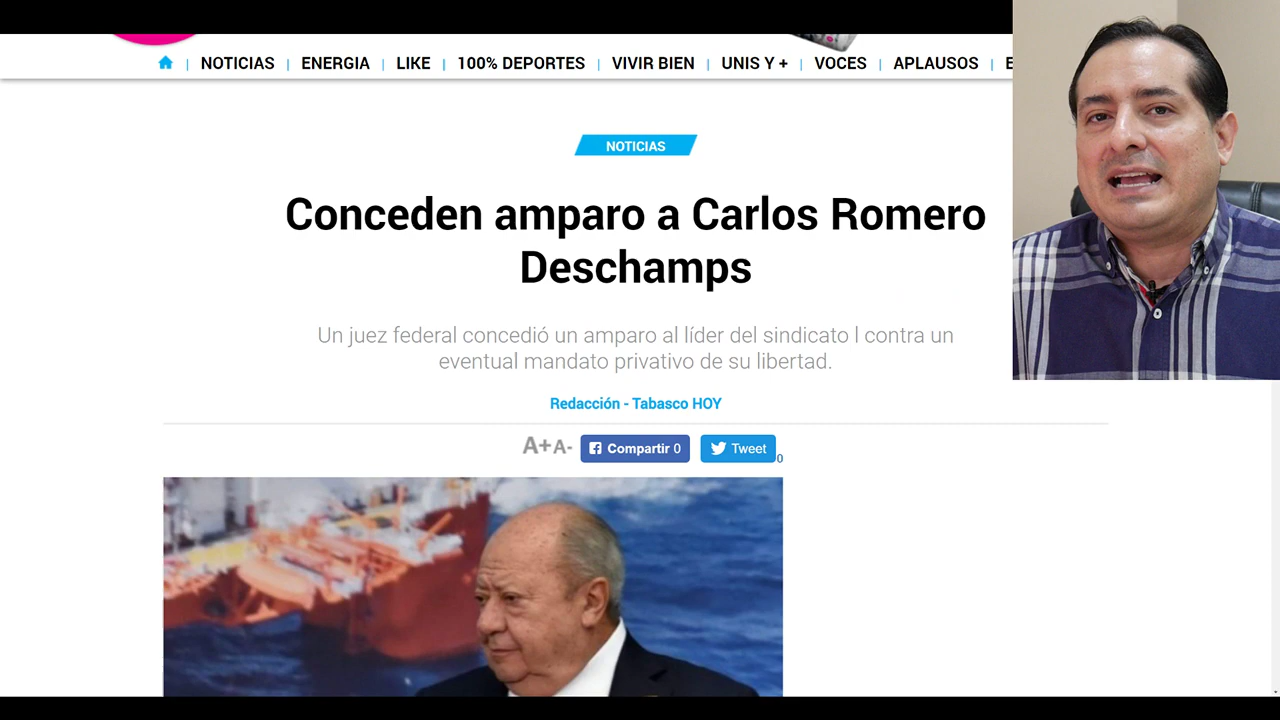 NOTICIAS | ENERGIA | LIKE | 100% DEPORTES | VIVIR BIEN | UNIS Y + | VOCES | APLAUSOS |
NOTICIAS
Conceden amparo a Carlos Romero
Deschamps
Un juez federal concedió un amparo al líder del sindicato l contra un
eventual mandato privativo de su libertad.
Redacción - Tabasco HOY
A+ A- Compartir 0 Tweet 0